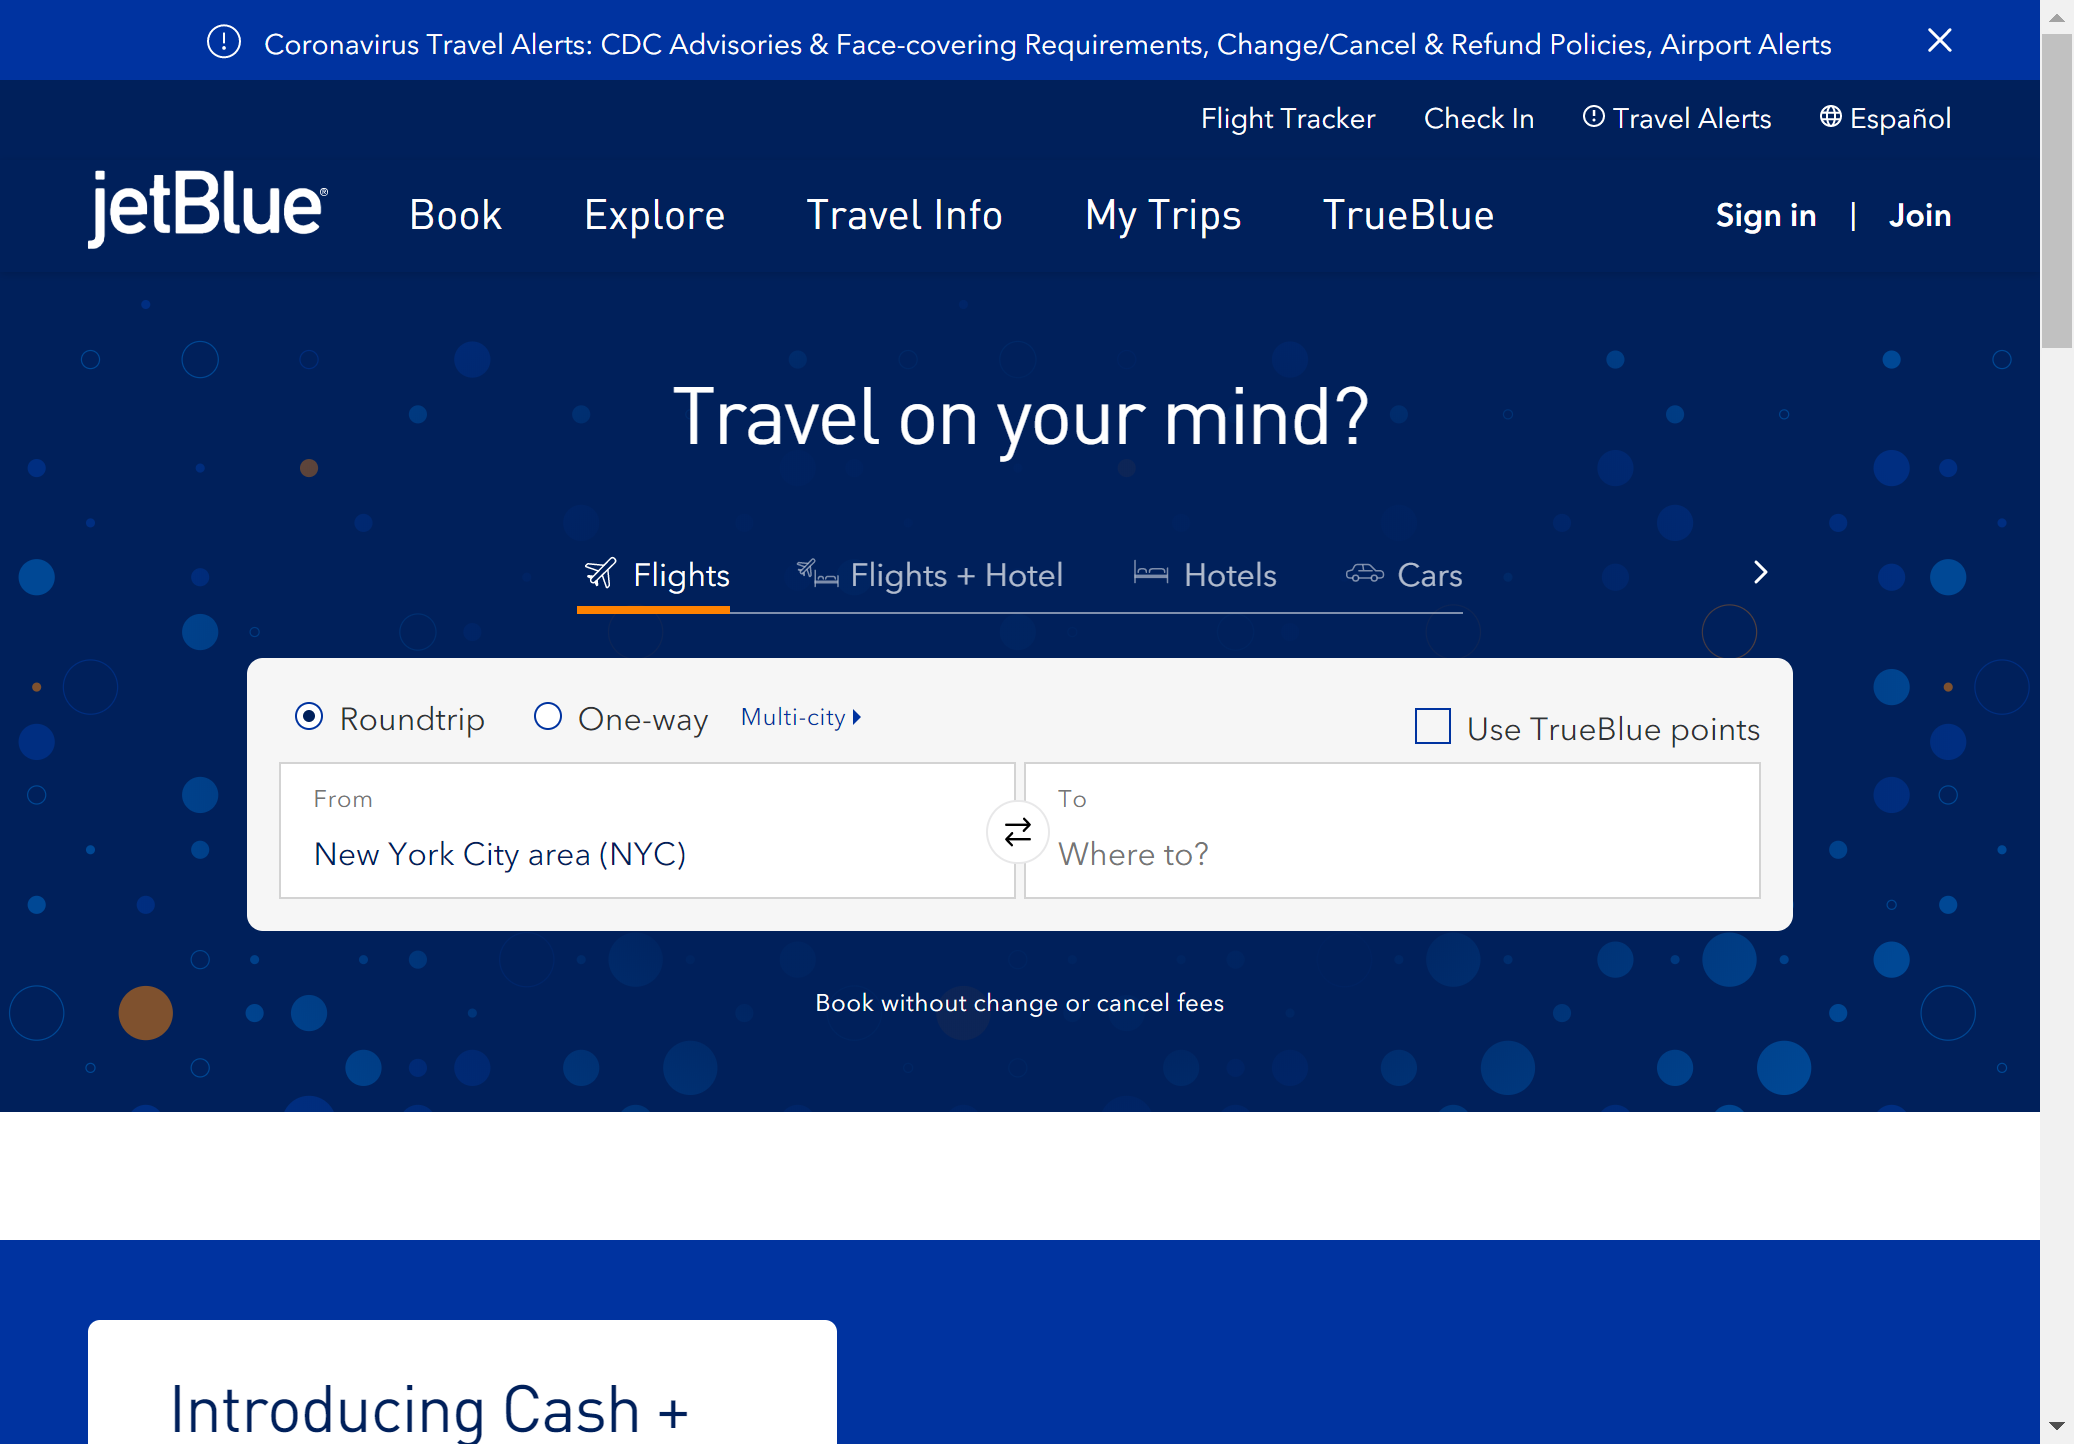 Coronavirus Travel Alerts: CDC Advisories & Face-covering Requirements, Change/Cancel & Refund Policies, Airport Alerts
Flight Tracker Check In Travel Alerts Español
jetBlue® Book Explore Travel Info My Trips TrueBlue Sign in | Join
Travel on your mind?
Flights Flights + Hotel Hotels Cars
Roundtrip One-way Multi-city Use TrueBlue points
From To
New York City area (NYC) Where to?
Book without change or cancel fees
Introducing Cash +